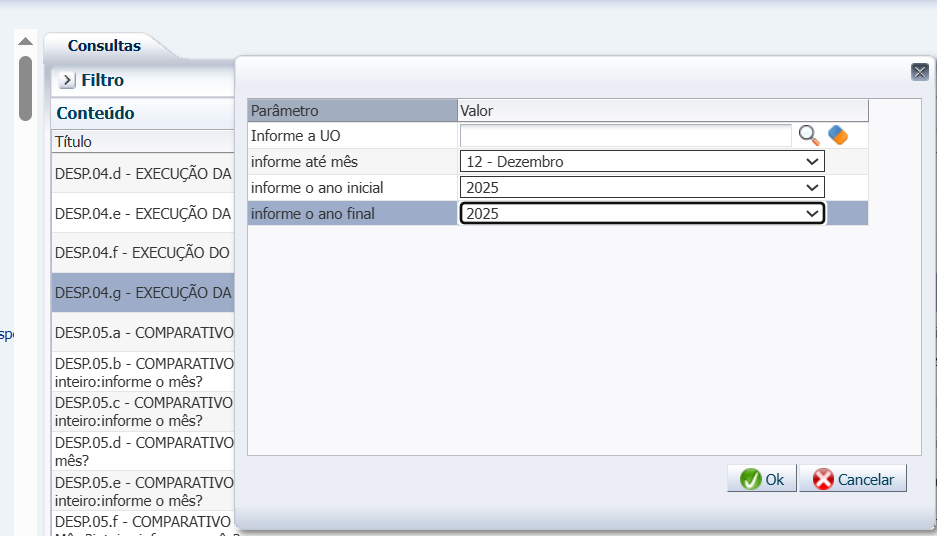 Consultas
Filtro
Conteúdo
Título
DESP.04.d - EXECUÇÃO DA
DESP.04.e - EXECUÇÃO DA
DESP.04.f - EXECUÇÃO DO
DESP.04.g - EXECUÇÃO DA
DESP.05.a - COMPARATIVO
DESP.05.b - COMPARATIVO
inteiro:informe o mês?
DESP.05.c - COMPARATIVO
inteiro:informe o mês?
DESP.05.d - COMPARATIVO
mês?
DESP.05.e - COMPARATIVO
inteiro:informe o mês?
DESP.05.f - COMPARATIVO
Parâmetro Valor
Informe a UO
informe até mês 12 - Dezembro
informe o ano inicial 2025
informe o ano final 2025
Ok Cancelar